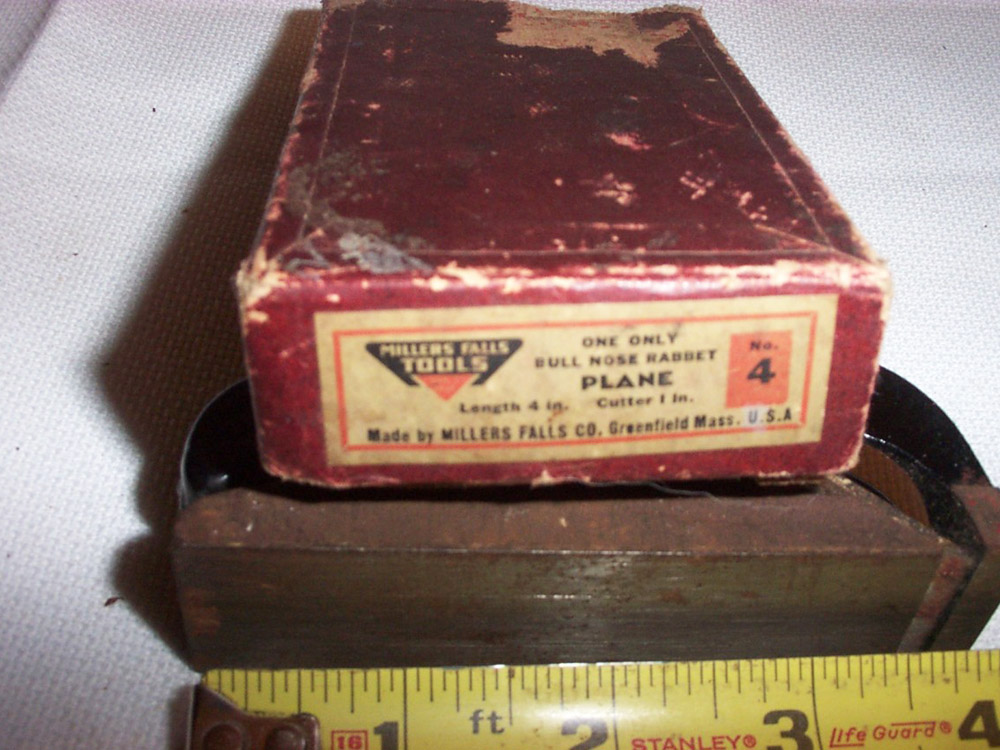 MILLERS FALLS
TOOLS
ONE ONLY
BULL NOSE RABBET
PLANE
Length 4 in. Cutter 1 in.
No.
4
Made by MILLERS FALLS CO. Greenfield Mass. U.S.A
16 1 ft 2 STANLEY® 3 Life Guard® 4